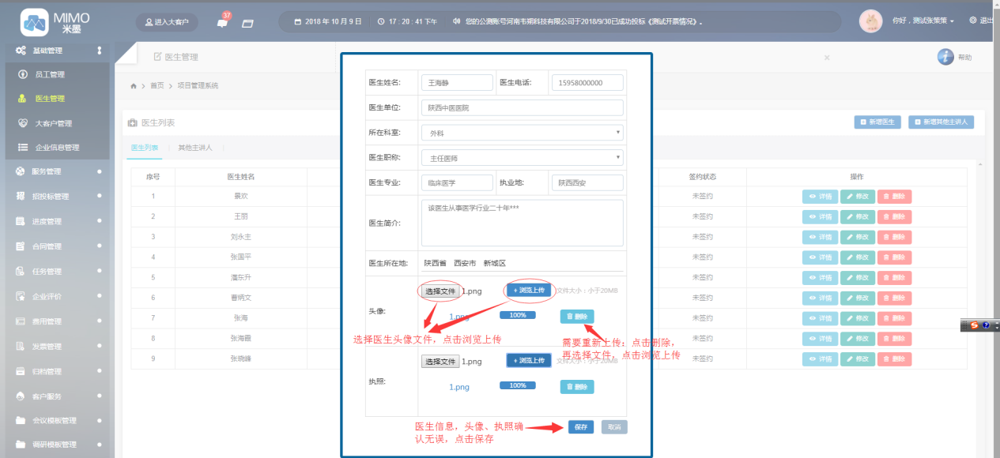 MIMO
米墨
进入大客户
37
2018 年 10 月 9 日
17 : 20 : 41 下午
您的公测账号河南韦朔科技有限公司于2018/9/30已成功投标《测试开票情况》.
你好，测试张策策
退出
基础管理
员工管理
医生管理
大客户管理
企业信息管理
服务管理
招投标管理
进度管理
合同管理
任务管理
企业评价
费用管理
发票管理
归档管理
客户服务
会议模板管理
调研模板管理
医生管理
帮助
首页
项目管理系统
医生列表
新增医生
新增其他主讲人
医生列表
其他主讲人
序号 医生姓名 签约状态 操作
1 景欢 未签约 详情 修改 删除
2 王丽 未签约 详情 修改 删除
3 刘永主 未签约 详情 修改 删除
4 张国平 未签约 详情 修改 删除
5 潘东升 未签约 详情 修改 删除
6 曹炳文 未签约 详情 修改 删除
7 张海 未签约 详情 修改 删除
8 张海霞 未签约 详情 修改 删除
9 张晓峰 未签约 详情 修改 删除
医生姓名: 王海静 医生电话: 15958000000
医生单位: 陕西中医医院
所在科室: 外科
医生职称: 主任医师
医生专业: 临床医学 执业地: 陕西西安
医生简介: 该医生从事医学行业二十年***
医生所在地: 陕西省 西安市 新城区
头像:
选择文件 1.png + 浏览上传 文件大小：小于20MB
1.png 100% 删除
选择医生头像文件，点击浏览上传
需要重新上传：点击删除，
再选择文件，点击浏览上传
执照:
选择文件 1.png + 浏览上传 文件大小：小于20MB
1.png 100% 删除
医生信息，头像、执照确
认无误，点击保存
保存 取消